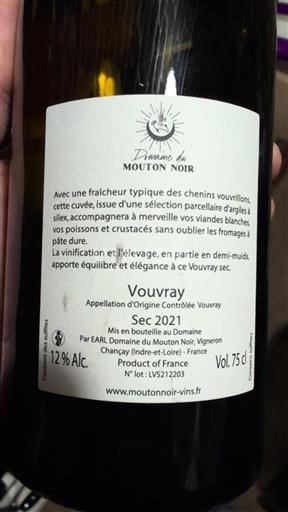 Domaine du
MOUTON NOIR
Avec une fraîcheur typique des chenins vouvrillons,
cette cuvée, issue d'une sélection parcellaire d'argiles à
silex, accompagnera à merveille vos viandes blanches,
vos poissons et crustacés sans oublier les fromages à
pâte dure.
La vinification et l'élevage, en partie en demi-muids,
apporte équilibre et élégance à ce Vouvray sec.
Vouvray
Appellation d'Origine Contrôlée Vouvray
Sec 2021
Mis en bouteille au Domaine
Par EARL Domaine du Mouton Noir, Vigneron
Chançay (Indre-et-Loire) - France
Product of France
N° lot : LVS212203
Contient des sulfites
12 % Alc.
Vol. 75 cl
Contains sulfites
www.moutonnoir-vins.fr